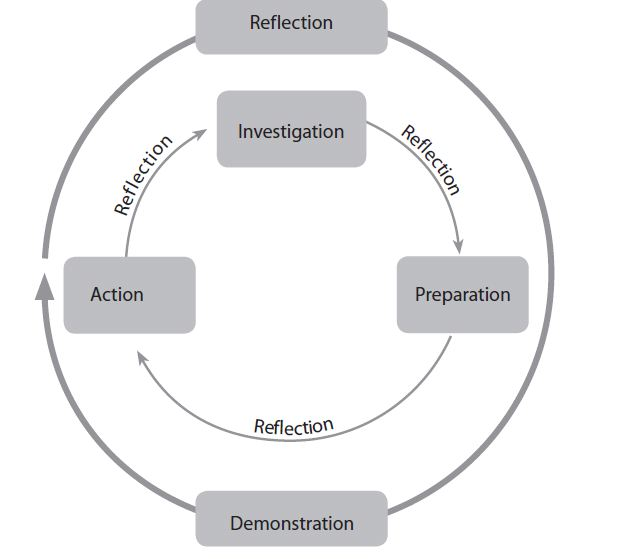 Reflection
Investigation
Reflection
Reflection
Action
Preparation
Reflection
Demonstration